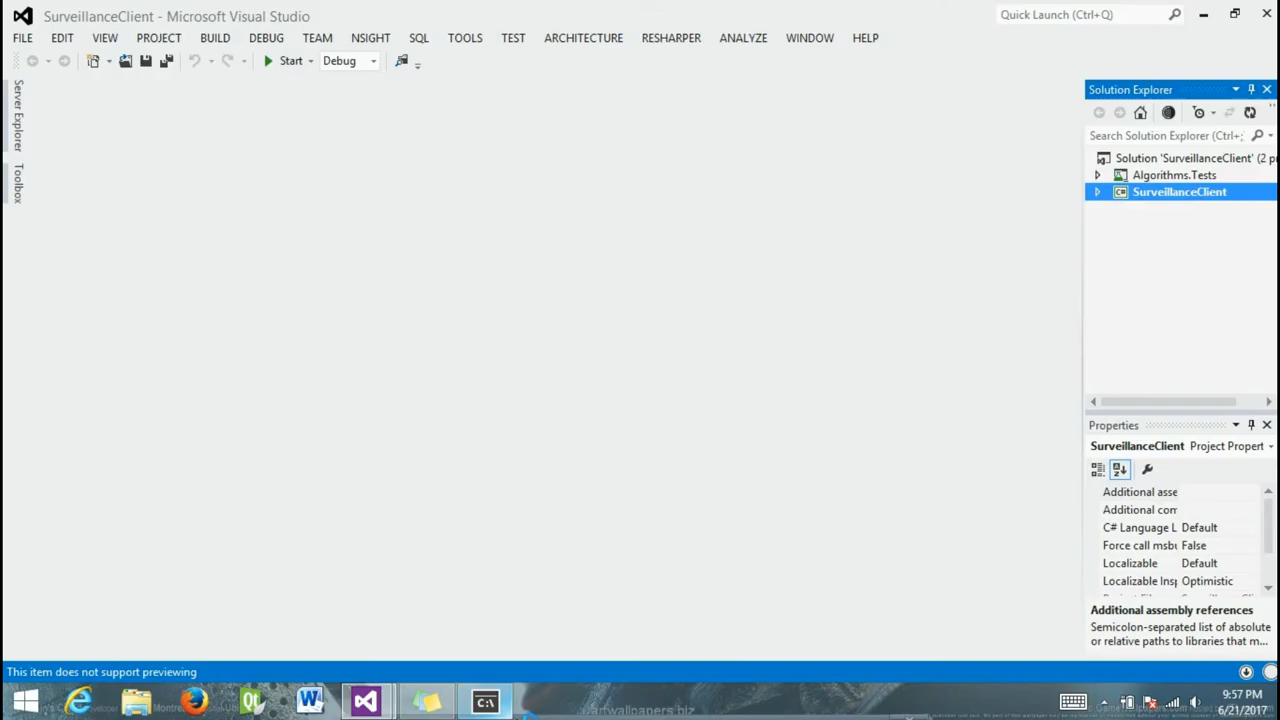 SurveillanceClient - Microsoft Visual Studio
Quick Launch (Ctrl+Q)
FILE EDIT VIEW PROJECT BUILD DEBUG TEAM NSIGHT SQL TOOLS TEST ARCHITECTURE RESHARPER ANALYZE WINDOW HELP
Start Debug
Server Explorer
Toolbox
Solution Explorer
Search Solution Explorer (Ctrl+;
Solution 'SurveillanceClient' (2 p
Algorithms.Tests
SurveillanceClient
Properties
SurveillanceClient Project Propert
Additional asse
Additional com
C# Language L Default
Force call msbu False
Localizable Default
Localizable Insp Optimistic
Additional assembly references
Semicolon-separated list of absolute
or relative paths to libraries that m...
This item does not support previewing
artwallpapers.biz
9:57 PM
6/21/2017